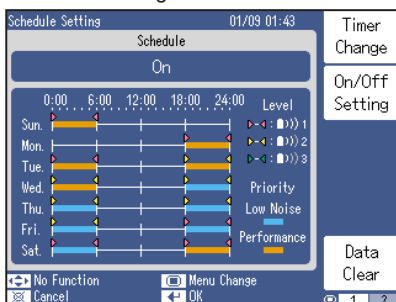 Schedule Setting 01/09 01:43
Schedule
On
0:00 6:00 12:00 18:00 24:00 Level
Sun. : 1
Mon. : 2
Tue. : 3
Wed. Priority
Thu. Low Noise
Fri.
Performance
Sat.
No Function Menu Change
Cancel OK
Timer
Change
On/Off
Setting
Data
Clear
1 2